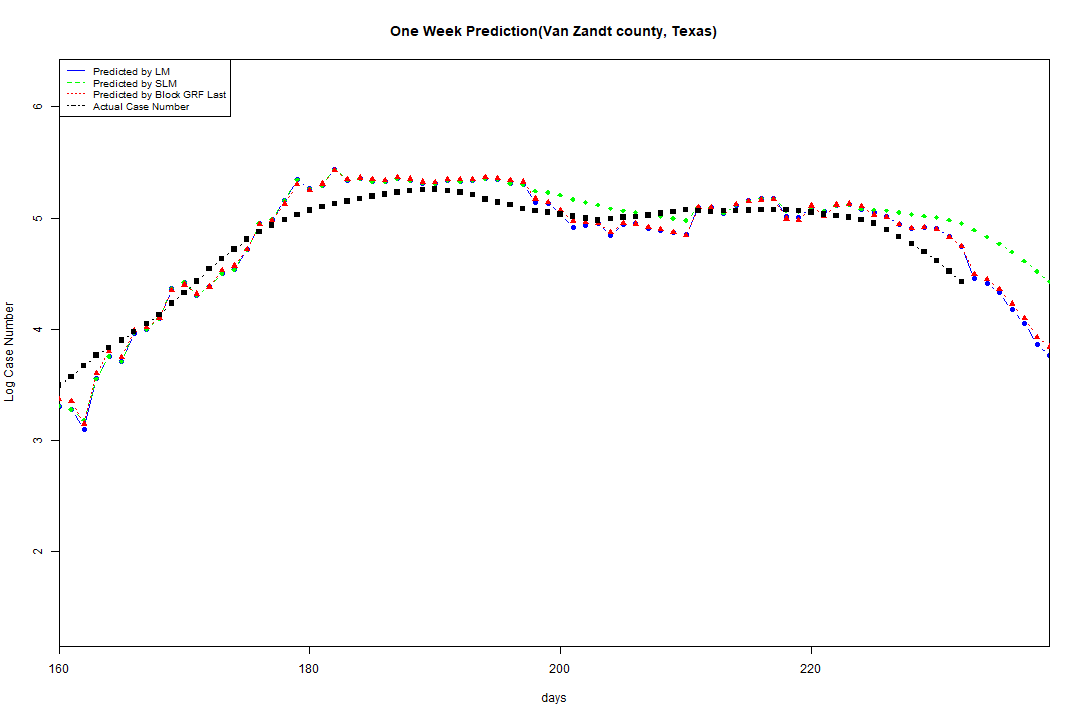 One Week Prediction(Van Zandt county, Texas)
Predicted by LM
Predicted by SLM
Predicted by Block GRF Last
Actual Case Number
6
5
4
3
2
Log Case Number
160 180 200 220
days